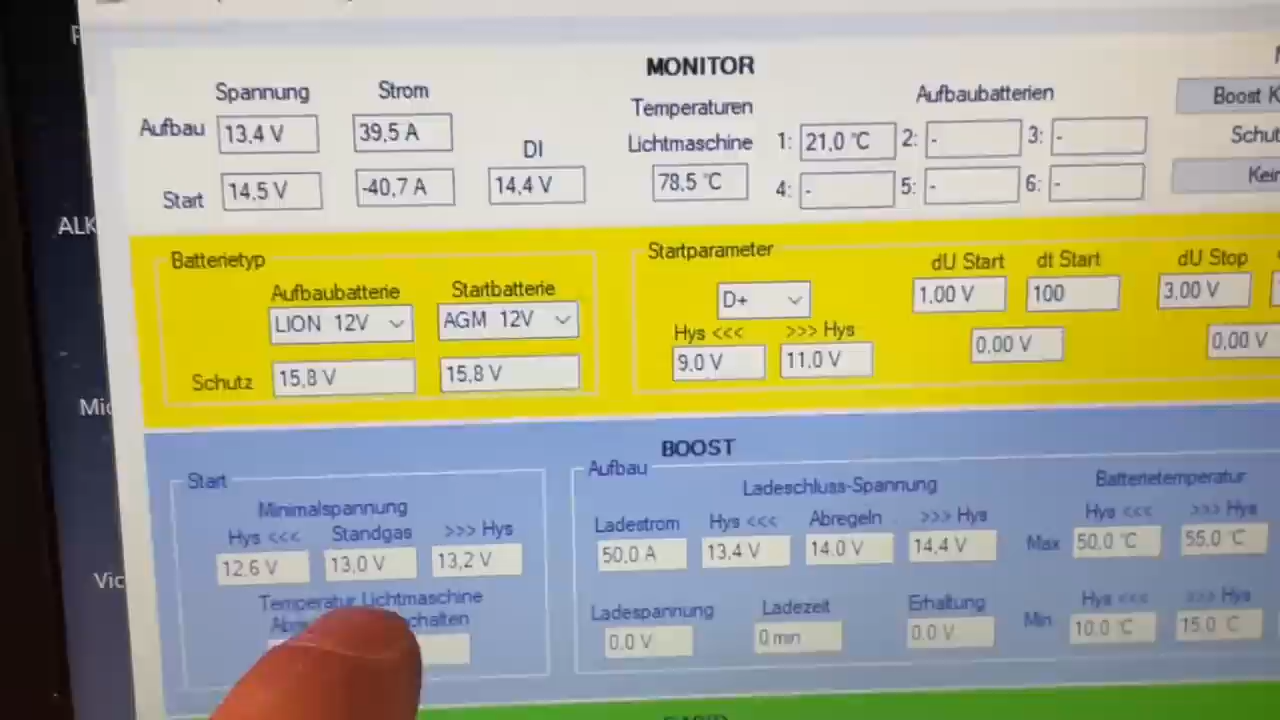 MONITOR
Spannung Strom
Temperaturen Aufbaubatterien
Boost K
Aufbau 13,4 V 39,5 A
DI
Lichtmaschine 1: 21,0 °C 2: - 3: -
Schut
Start 14,5 V -40,7 A 14,4 V 78,5 °C 4: - 5: - 6: -
Kein
ALK
Batterietyp
Startparameter
Aufbaubatterie Startbatterie
dU Start dt Start dU Stop
LION 12V AGM 12V
D+ 1,00 V 100 3,00 V
Hys <<< >>> Hys
9,0 V 11,0 V 0,00 V 0,00 V
Schutz 15,8 V 15,8 V
Mic
BOOST
Start
Aufbau
Minimalspannung
Ladeschluss-Spannung
Batterietemperatur
Hys <<< Standgas >>> Hys
Ladestrom Hys <<< Abregeln >>> Hys
Hys <<< >>> Hys
12,6 V 13,0 V 13,2 V
50,0 A 13,4 V 14,0 V 14,4 V
Max 50,0 °C 55,0 °C
Vic
Temperatur Lichtmaschine
Ladespannung Ladezeit Erhaltung
Hys <<< >>> Hys
0,0 V 0 min 0,0 V
Min 10,0 °C 15,0 °C